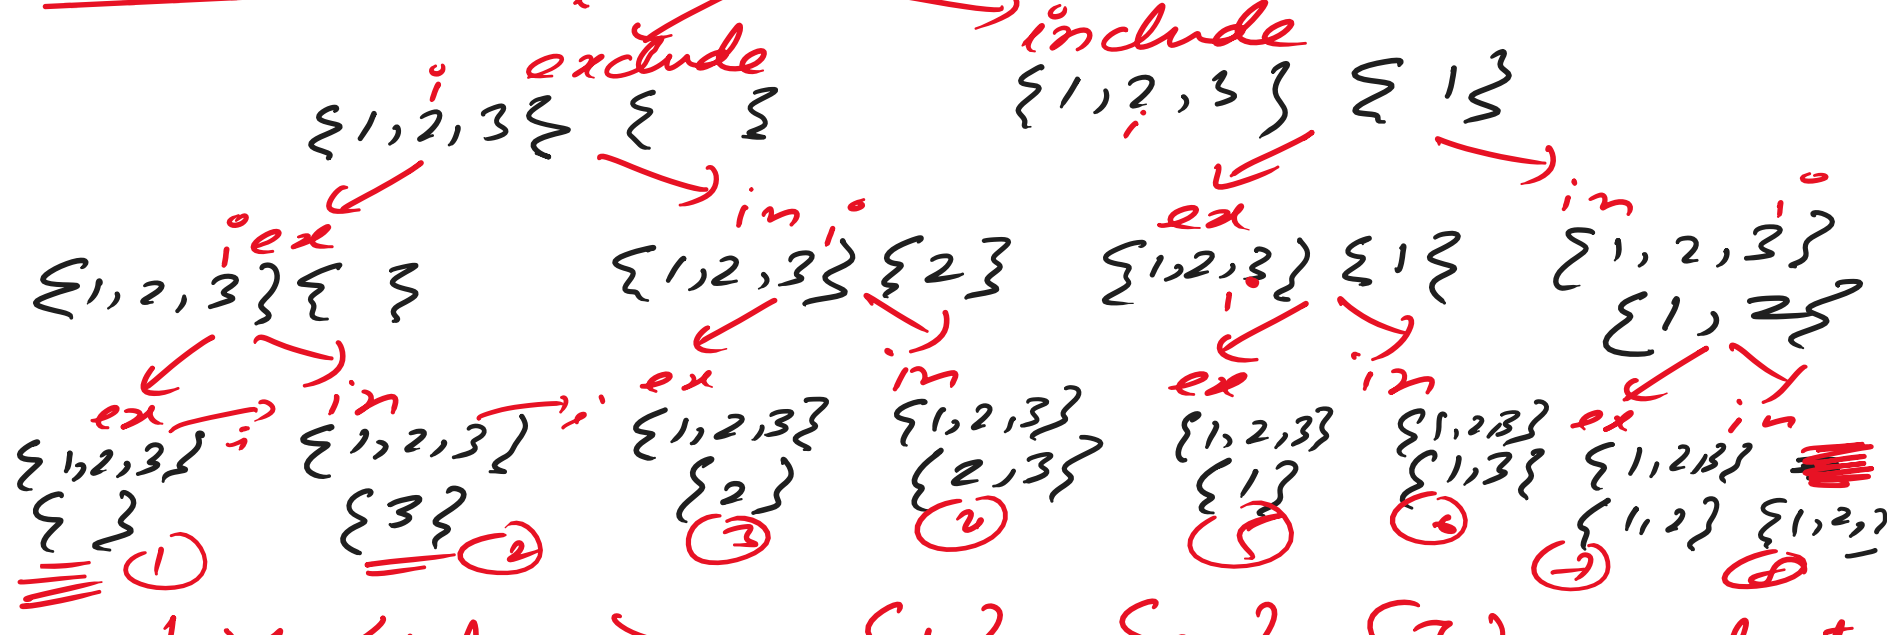 exclude include
i {1,2,3} { } {1,2,3} {1}
i
ex in ex in
i {1,2,3} { } i {1,2,3} {2} {1,2,3} {1} i {1,2,3}
i {1,2}
ex in ex in ex in ex in
{1,2,3} i {1,2,3} i {1,2,3} {1,2,3} {1,2,3} {1,2,3} {1,2,3}
{ } {3} {2} {2,3} {1} {1,3} {1,2} {1,2,
1 2 3 5 6 7 8